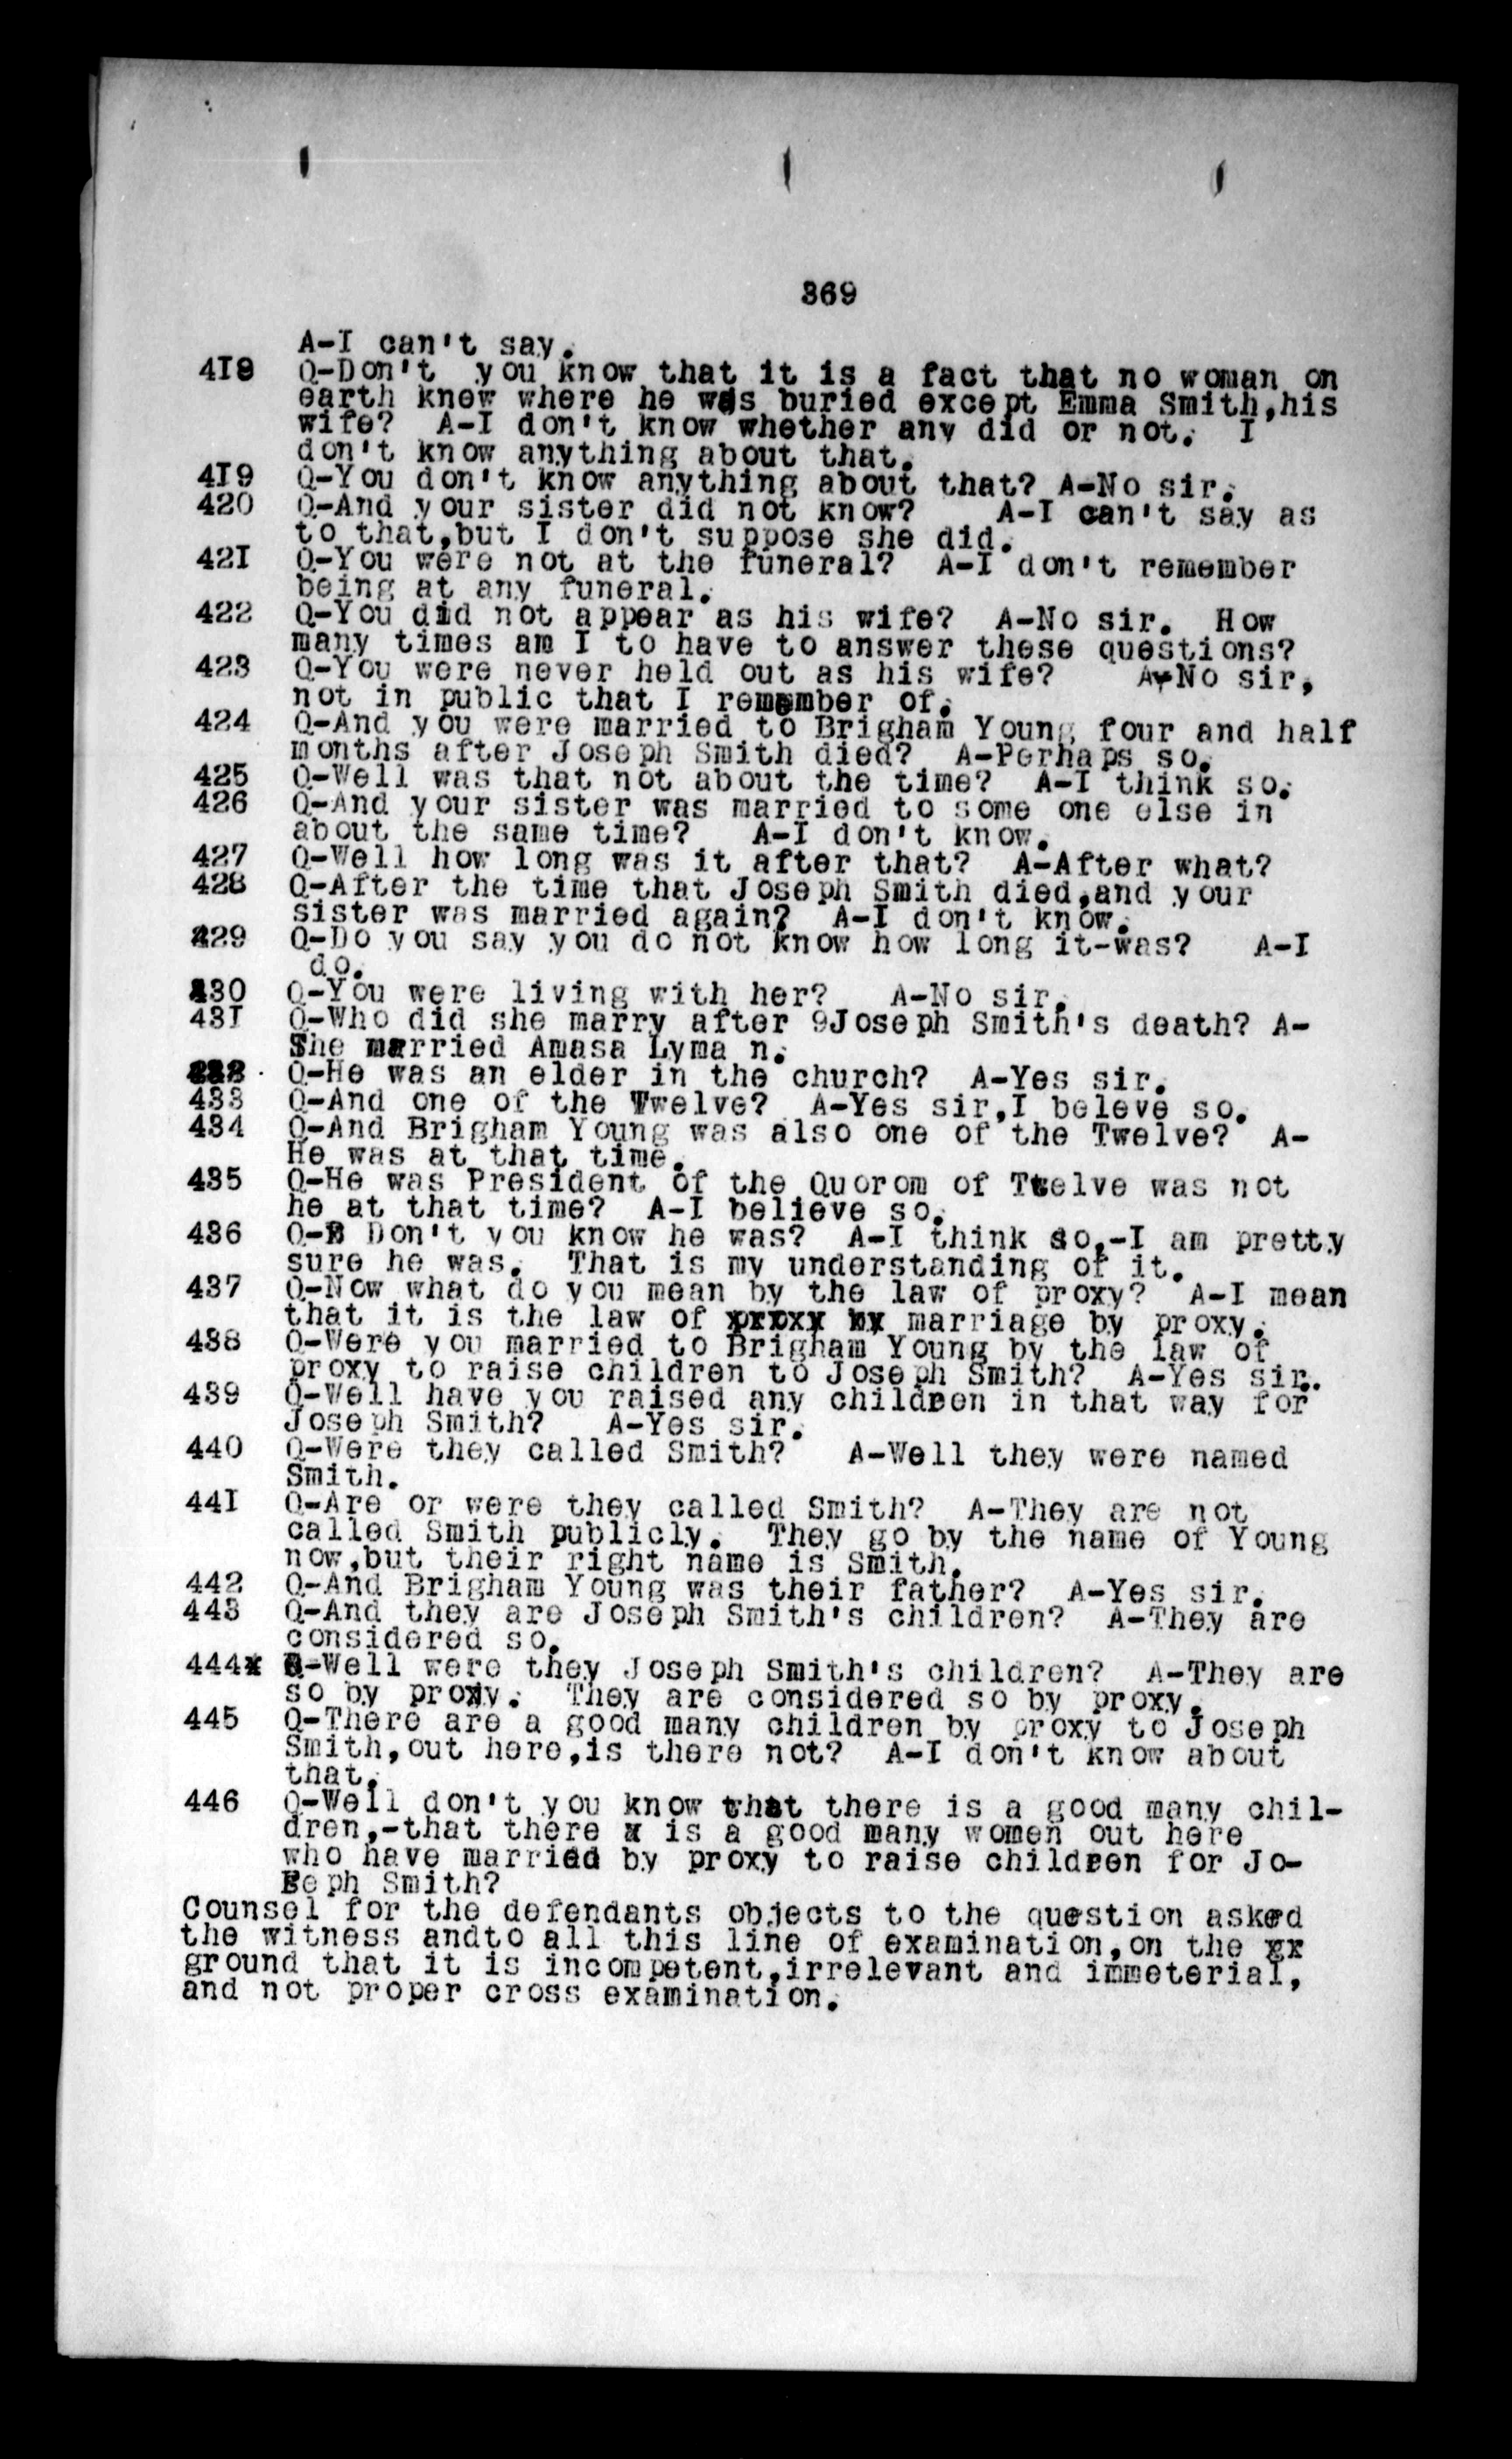 369
A-I can't say.
419 Q-Don't you know that it is a fact that no woman on
earth knew where he was buried except Emma Smith,his
wife? A-I don't know whether any did or not. I
don't know anything about that.
419 Q-You don't know anything about that? A-No sir.
420 Q-And your sister did not know? A-I can't say as
to that,but I don't suppose she did.
421 Q-You were not at the funeral? A-I don't remember
being at any funeral.
422 Q-You did not appear as his wife? A-No sir. How
many times am I to have to answer these questions?
423 Q-You were never held out as his wife? A-No sir,
not in public that I remember of.
424 Q-And you were married to Brigham Young four and half
months after Joseph Smith died? A-Perhaps so.
425 Q-Well was that not about the time? A-I think so.
426 Q-And your sister was married to some one else in
about the same time? A-I don't know.
427 Q-Well how long was it after that? A-After what?
428 Q-After the time that Joseph Smith died,and your
sister was married again? A-I don't know.
429 Q-Do you say you do not know how long it-was? A-I
do.
430 Q-You were living with her? A-No sir.
431 Q-Who did she marry after 9Joseph Smith's death? A-
She married Amasa Lyma n.
432 Q-He was an elder in the church? A-Yes sir.
433 Q-And one of the Twelve? A-Yes sir,I beleve so.
434 Q-And Brigham Young was also one of the Twelve? A-
He was at that time.
435 Q-He was President of the Quorom of Twelve was not
he at that time? A-I believe so.
436 Q-B Don't you know he was? A-I think so,-I am pretty
sure he was. That is my understanding of it.
437 Q-Now what do you mean by the law of proxy? A-I mean
that it is the law of marriage by proxy.
438 Q-Were you married to Brigham Young by the law of
proxy to raise children to Joseph Smith? A-Yes sir.
439 Q-Well have you raised any children in that way for
Joseph Smith? A-Yes sir.
440 Q-Were they called Smith? A-Well they were named
Smith.
441 Q-Are or were they called Smith? A-They are not
called Smith publicly. They go by the name of Young
now,but their right name is Smith.
442 Q-And Brigham Young was their father? A-Yes sir.
443 Q-And they are Joseph Smith's children? A-They are
considered so.
444x Q-Well were they Joseph Smith's children? A-They are
so by proxy. They are considered so by proxy.
445 Q-There are a good many children by proxy to Joseph
Smith,out here,is there not? A-I don't know about
that.
446 Q-Well don't you know that there is a good many chil-
dren,-that there x is a good many women out here
who have married by proxy to raise children for Jo-
seph Smith?
Counsel for the defendants objects to the question asked
the witness andto all this line of examination,on the xx
ground that it is incompetent,irrelevant and immeterial,
and not proper cross examination.